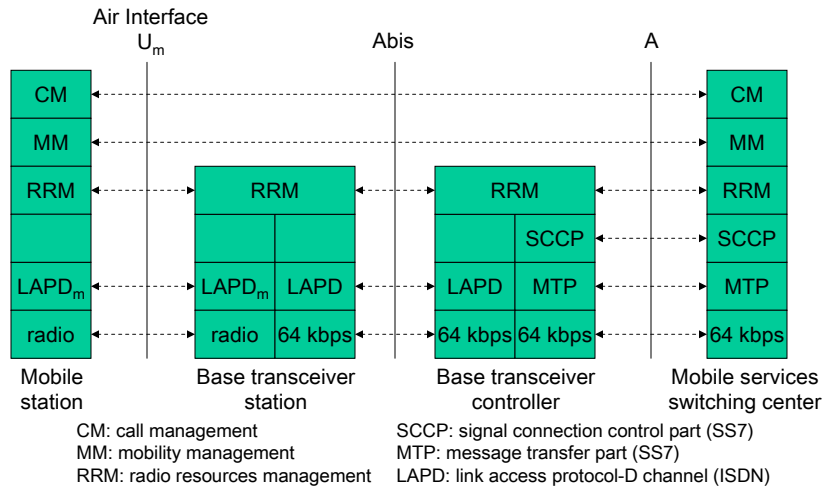 Air Interface
Um Abis A
CM CM
MM MM
RRM RRM RRM RRM
SCCP SCCP
LAPDm LAPDm LAPD LAPD MTP MTP
radio radio 64 kbps 64 kbps 64 kbps 64 kbps
Mobile station
Base transceiver station
Base transceiver controller
Mobile services switching center
CM: call management
MM: mobility management
RRM: radio resources management
SCCP: signal connection control part (SS7)
MTP: message transfer part (SS7)
LAPD: link access protocol-D channel (ISDN)